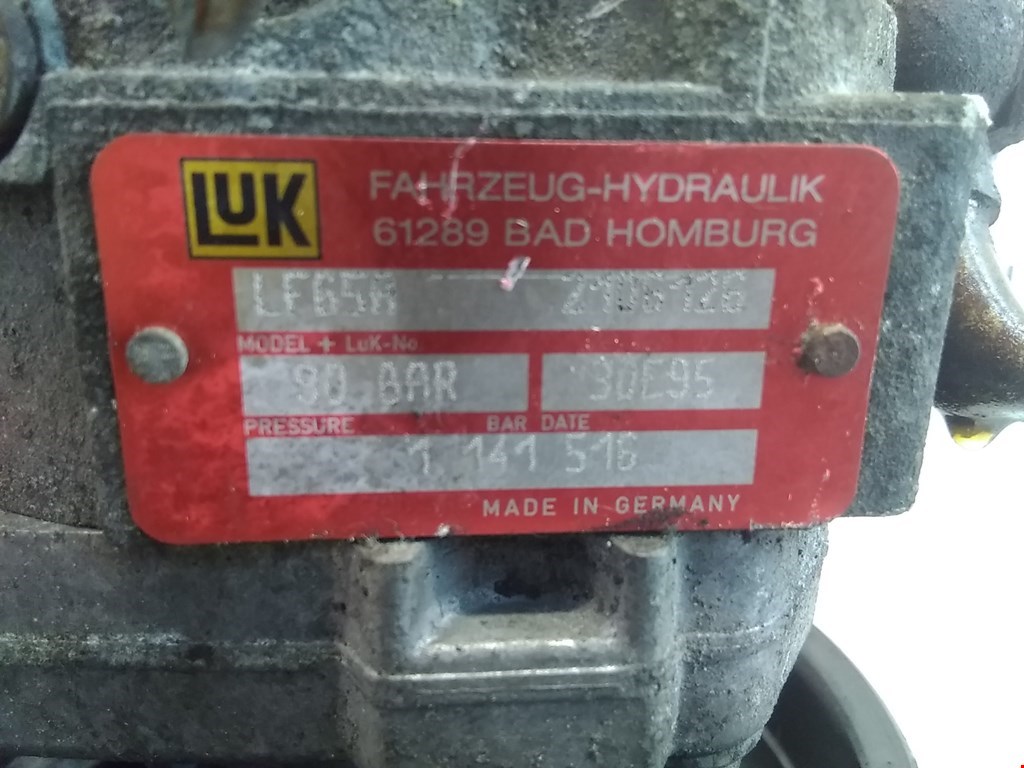 LUK
FAHRZEUG-HYDRAULIK
61289 BAD HOMBURG
2106126
MODEL + LuK-No.
90 BAR 30E95
PRESSURE BAR DATE
1 141 516
MADE IN GERMANY